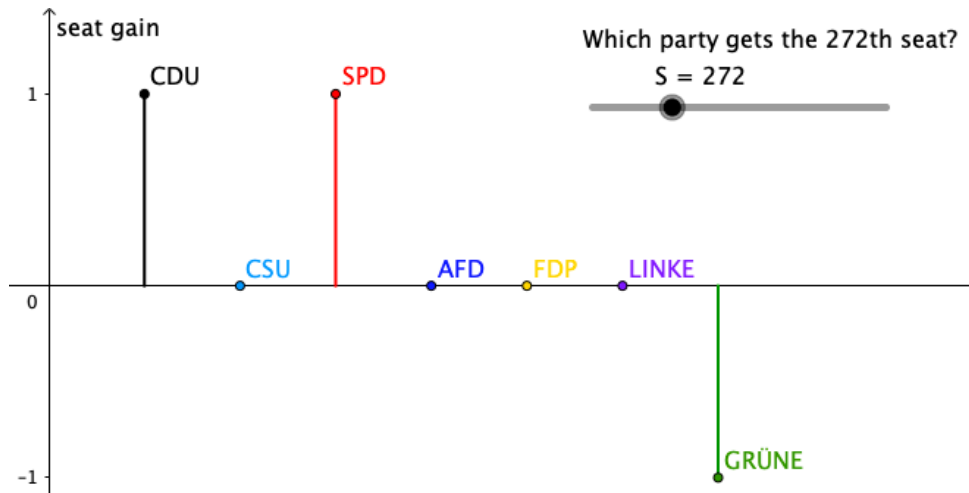 seat gain
Which party gets the 272th seat?
S = 272
CDU
SPD
1
CSU
AFD
FDP
LINKE
0
GRÜNE
-1